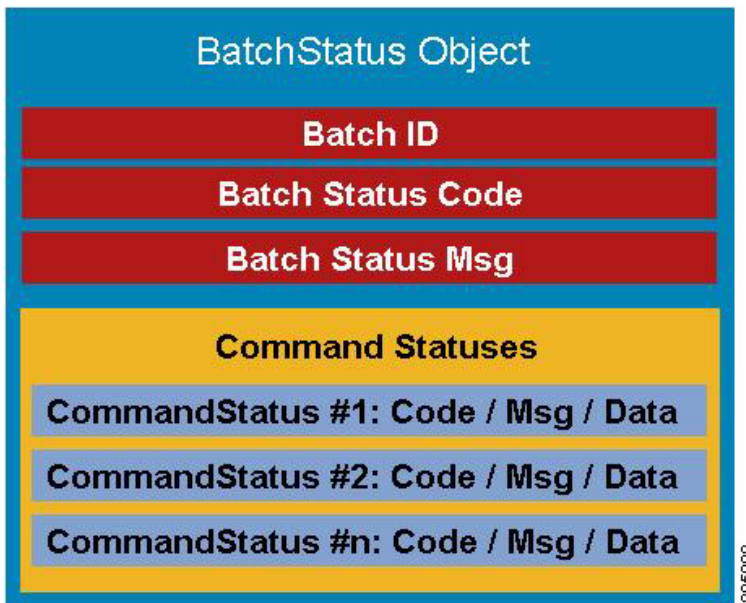 BatchStatus Object
Batch ID
Batch Status Code
Batch Status Msg
Command Statuses
CommandStatus #1: Code / Msg / Data
CommandStatus #2: Code / Msg / Data
CommandStatus #n: Code / Msg / Data